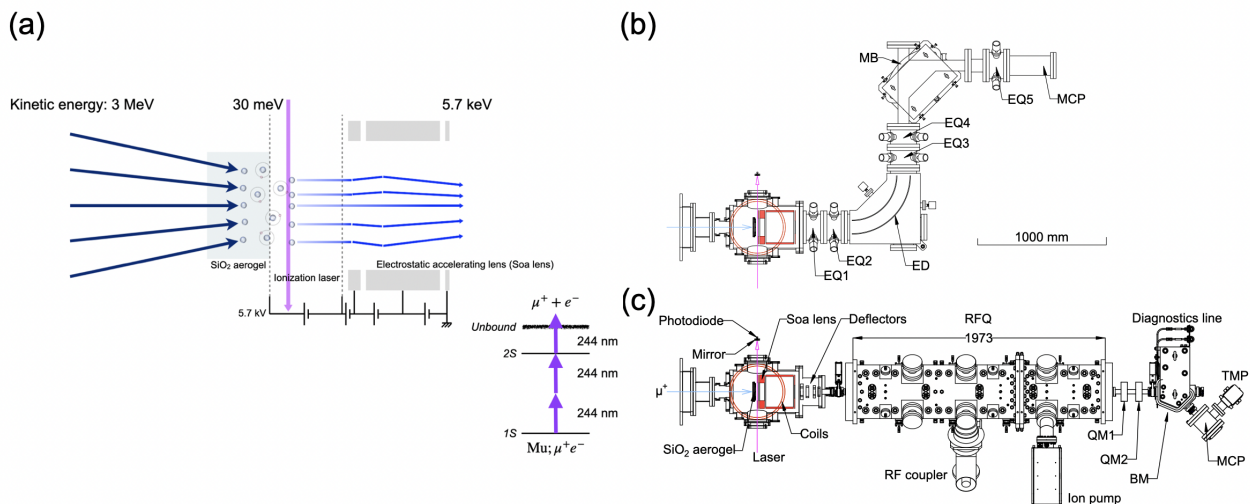 (a)
Kinetic energy: 3 MeV 30 meV 5.7 keV
SiO₂ aerogel
Ionization laser
Electrostatic accelerating lens (Soa lens)
5.7 kV
μ⁺ + e⁻
Unbound
244 nm
2S
244 nm
244 nm
1S
Mu; μ⁺e⁻
(b)
MB
EQ5
MCP
EQ4
EQ3
EQ1
EQ2
ED
1000 mm
(c)
Photodiode
Soa lens
Deflectors
RFQ
Diagnostics line
Mirror
1973
TMP
μ⁺
SiO₂ aerogel
Coils
Laser
RF coupler
Ion pump
QM1
QM2
BM
MCP